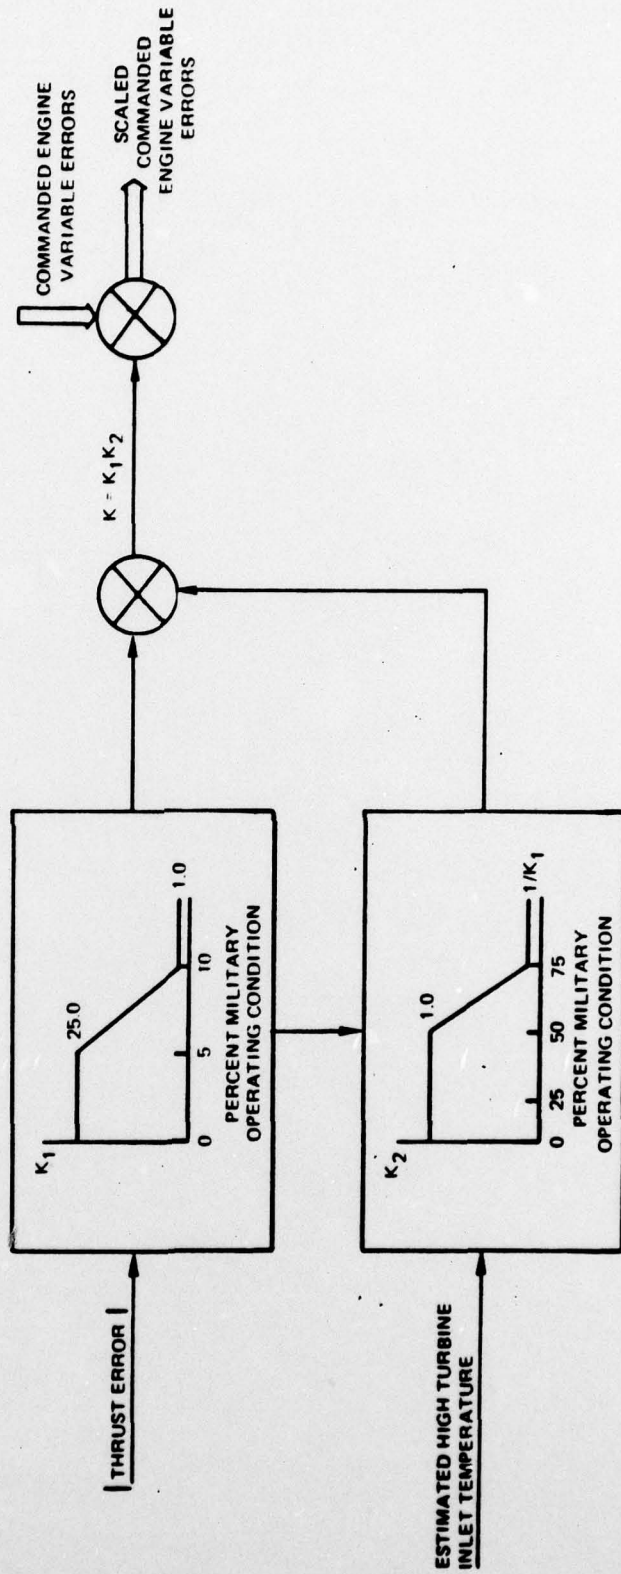 | THRUST ERROR |
K1
25.0
1.0
0
5
10
PERCENT MILITARY
OPERATING CONDITION
ESTIMATED HIGH TURBINE
INLET TEMPERATURE
K2
1.0
1/K1
0
25
50
75
PERCENT MILITARY
OPERATING CONDITION
K = K1K2
COMMANDED ENGINE
VARIABLE ERRORS
SCALED
COMMANDED
ENGINE VARIABLE
ERRORS